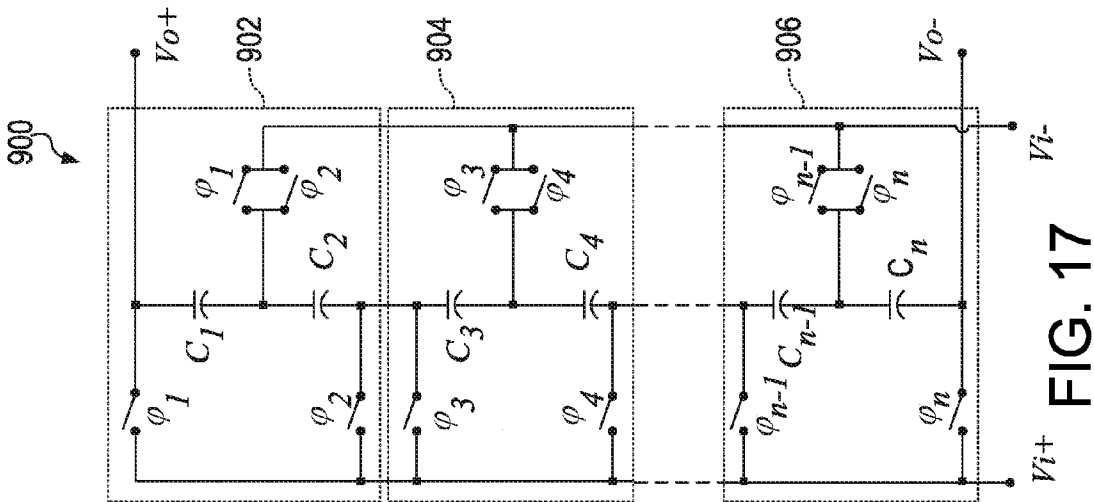 900
Vo+
902
φ1
φ1
φ2
C1
C2
φ2
904
φ3
φ3
φ4
C3
C4
φ4
906
φn-1
φn-1
φn
Cn-1
Cn
φn
Vo-
Vi+
Vi-
FIG. 17